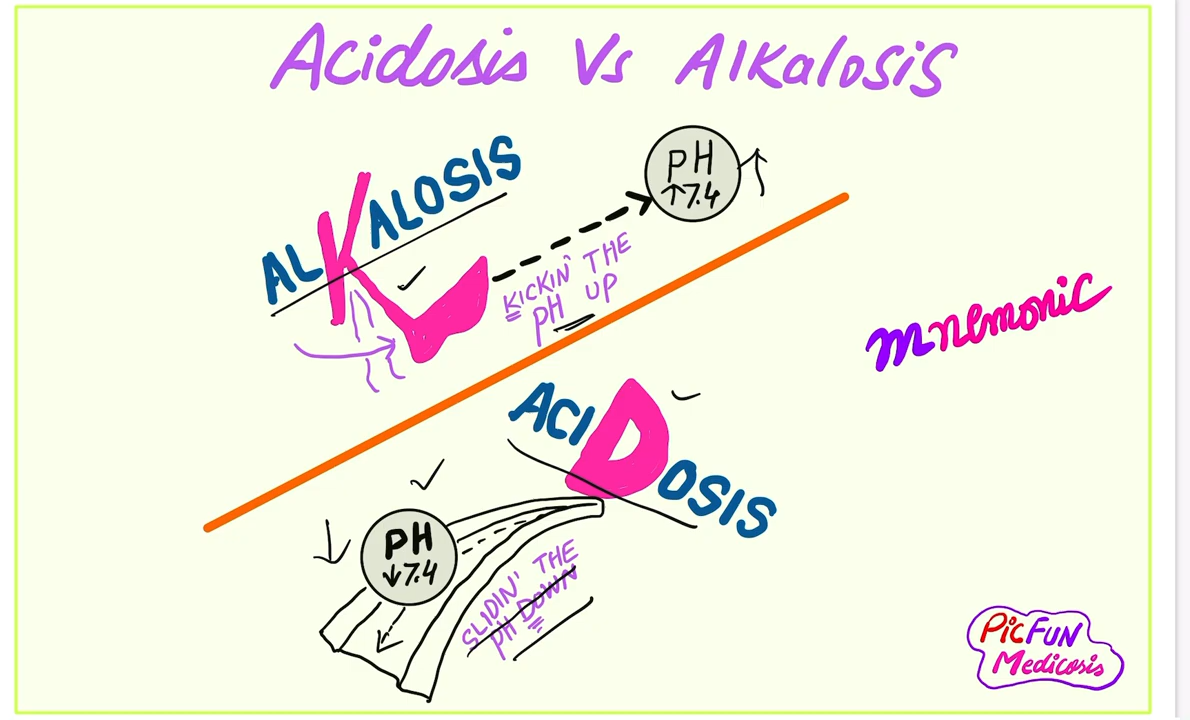 Acidosis Vs Alkalosis
ALKALOSIS
PH
↑7.4
↑
KICKIN' THE
PH UP
mnemonic
ACIDOSIS
↓
PH
↓7.4
SLIDIN' THE
PH DOWN
PICFUN
Medicosis